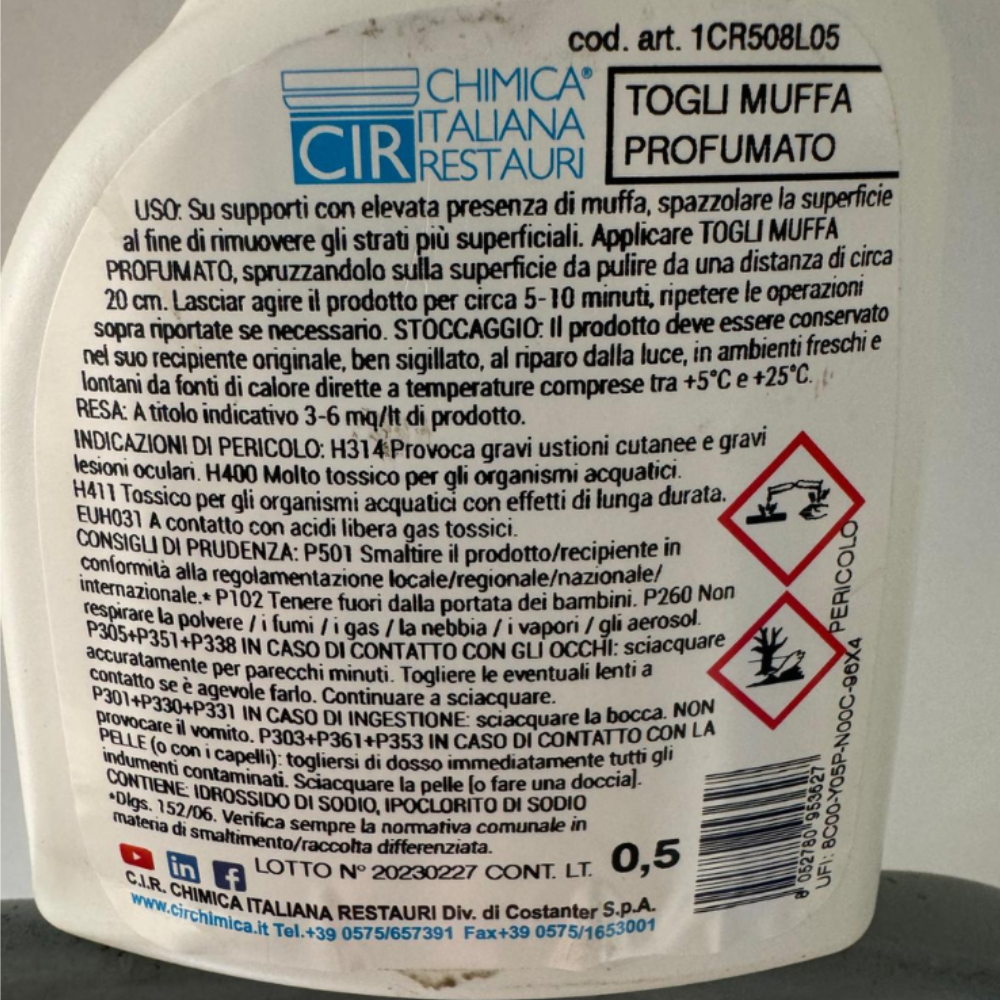 cod. art. 1CR508L05
CHIMICA®
ITALIANA
RESTAURI
CIR
TOGLI MUFFA
PROFUMATO
USO: Su supporti con elevata presenza di muffa, spazzolare la superficie
al fine di rimuovere gli strati più superficiali. Applicare TOGLI MUFFA
PROFUMATO, spruzzandolo sulla superficie da pulire da una distanza di circa
20 cm. Lasciar agire il prodotto per circa 5-10 minuti, ripetere le operazioni
sopra riportate se necessario. STOCCAGGIO: Il prodotto deve essere conservato
nel suo recipiente originale, ben sigillato, al riparo dalla luce, in ambienti freschi e
lontani da fonti di calore dirette a temperature comprese tra +5°C e +25°C.
RESA: A titolo indicativo 3-6 mq/lt di prodotto.
INDICAZIONI DI PERICOLO: H314 Provoca gravi ustioni cutanee e gravi
lesioni oculari. H400 Molto tossico per gli organismi acquatici.
H411 Tossico per gli organismi acquatici con effetti di lunga durata.
EUH031 A contatto con acidi libera gas tossici.
CONSIGLI DI PRUDENZA: P501 Smaltire il prodotto/recipiente in
conformità alla regolamentazione locale/regionale/nazionale/
internazionale.* P102 Tenere fuori dalla portata dei bambini. P260 Non
respirare la polvere / i fumi / i gas / la nebbia / i vapori / gli aerosol.
P305+P351+P338 IN CASO DI CONTATTO CON GLI OCCHI: sciacquare
accuratamente per parecchi minuti. Togliere le eventuali lenti a
contatto se è agevole farlo. Continuare a sciacquare.
P301+P330+P331 IN CASO DI INGESTIONE: sciacquare la bocca. NON
provocare il vomito. P303+P361+P353 IN CASO DI CONTATTO CON LA
PELLE (o con i capelli): togliersi di dosso immediatamente tutti gli
indumenti contaminati. Sciacquare la pelle [o fare una doccia].
CONTIENE: IDROSSIDO DI SODIO, IPOCLORITO DI SODIO
*Dlgs. 152/06. Verifica sempre la normativa comunale in
materia di smaltimento/raccolta differenziata.
PERICOLO
8 052780 953627
UFI: 8C00-Y05P-N00C-96X4
in f LOTTO N° 20230227 CONT. LT. 0,5
C.I.R. CHIMICA ITALIANA RESTAURI Div. di Costanter S.p.A.
www.circhimica.it Tel.+39 0575/657391 Fax+39 0575/1653001